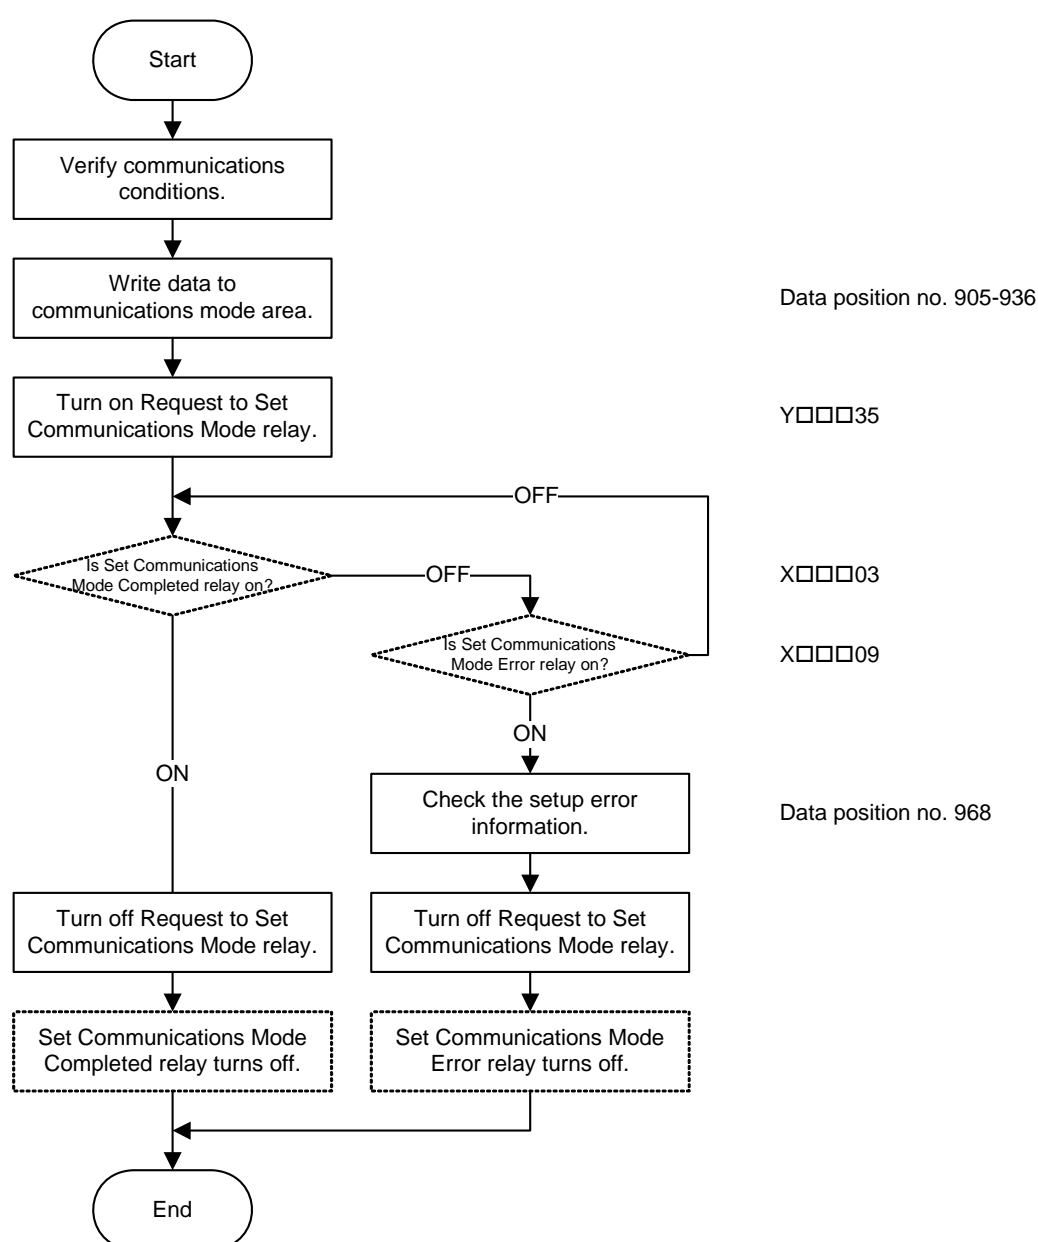 Start
Verify communications
conditions.
Write data to
communications mode area.
Data position no. 905-936
Turn on Request to Set
Communications Mode relay.
Y□□□35
OFF
Is Set Communications
Mode Completed relay on?
OFF
X□□□03
Is Set Communications
Mode Error relay on?
X□□□09
ON
ON
Check the setup error
information.
Data position no. 968
Turn off Request to Set
Communications Mode relay.
Turn off Request to Set
Communications Mode relay.
Set Communications Mode
Completed relay turns off.
Set Communications Mode
Error relay turns off.
End